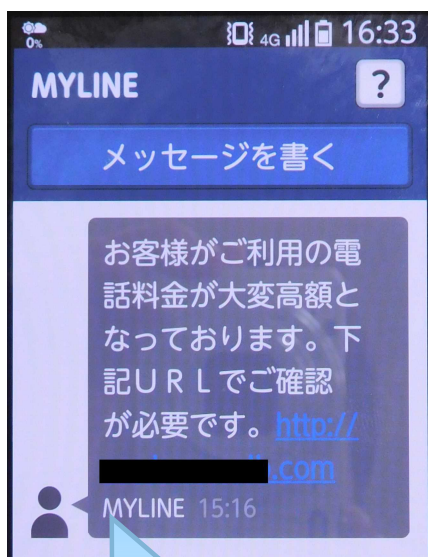 0%
4G 16:33
MYLINE ?
メッセージを書く
お客様がご利用の電
話料金が大変高額と
なっております。下
記ＵＲＬでご確認
が必要です。http://
.com
MYLINE 15:16